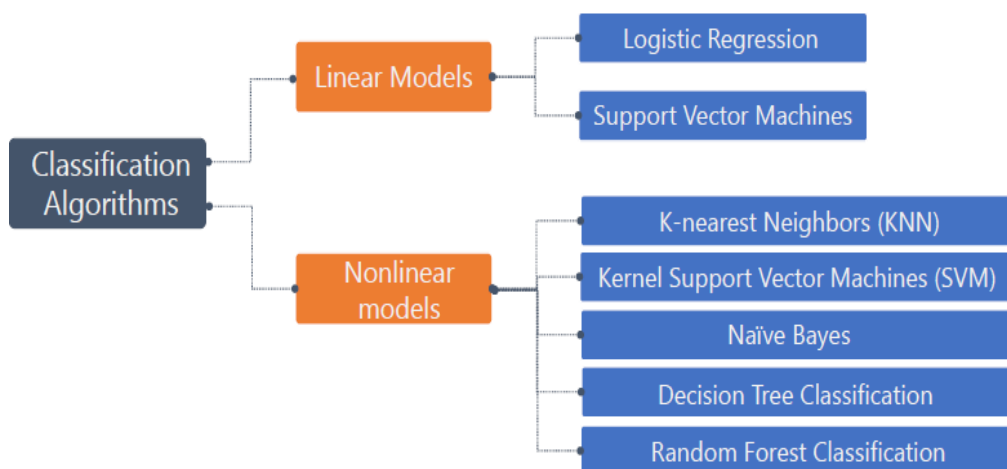 Classification
Algorithms
Linear Models
Logistic Regression
Support Vector Machines
Nonlinear
models
K-nearest Neighbors (KNN)
Kernel Support Vector Machines (SVM)
Naïve Bayes
Decision Tree Classification
Random Forest Classification